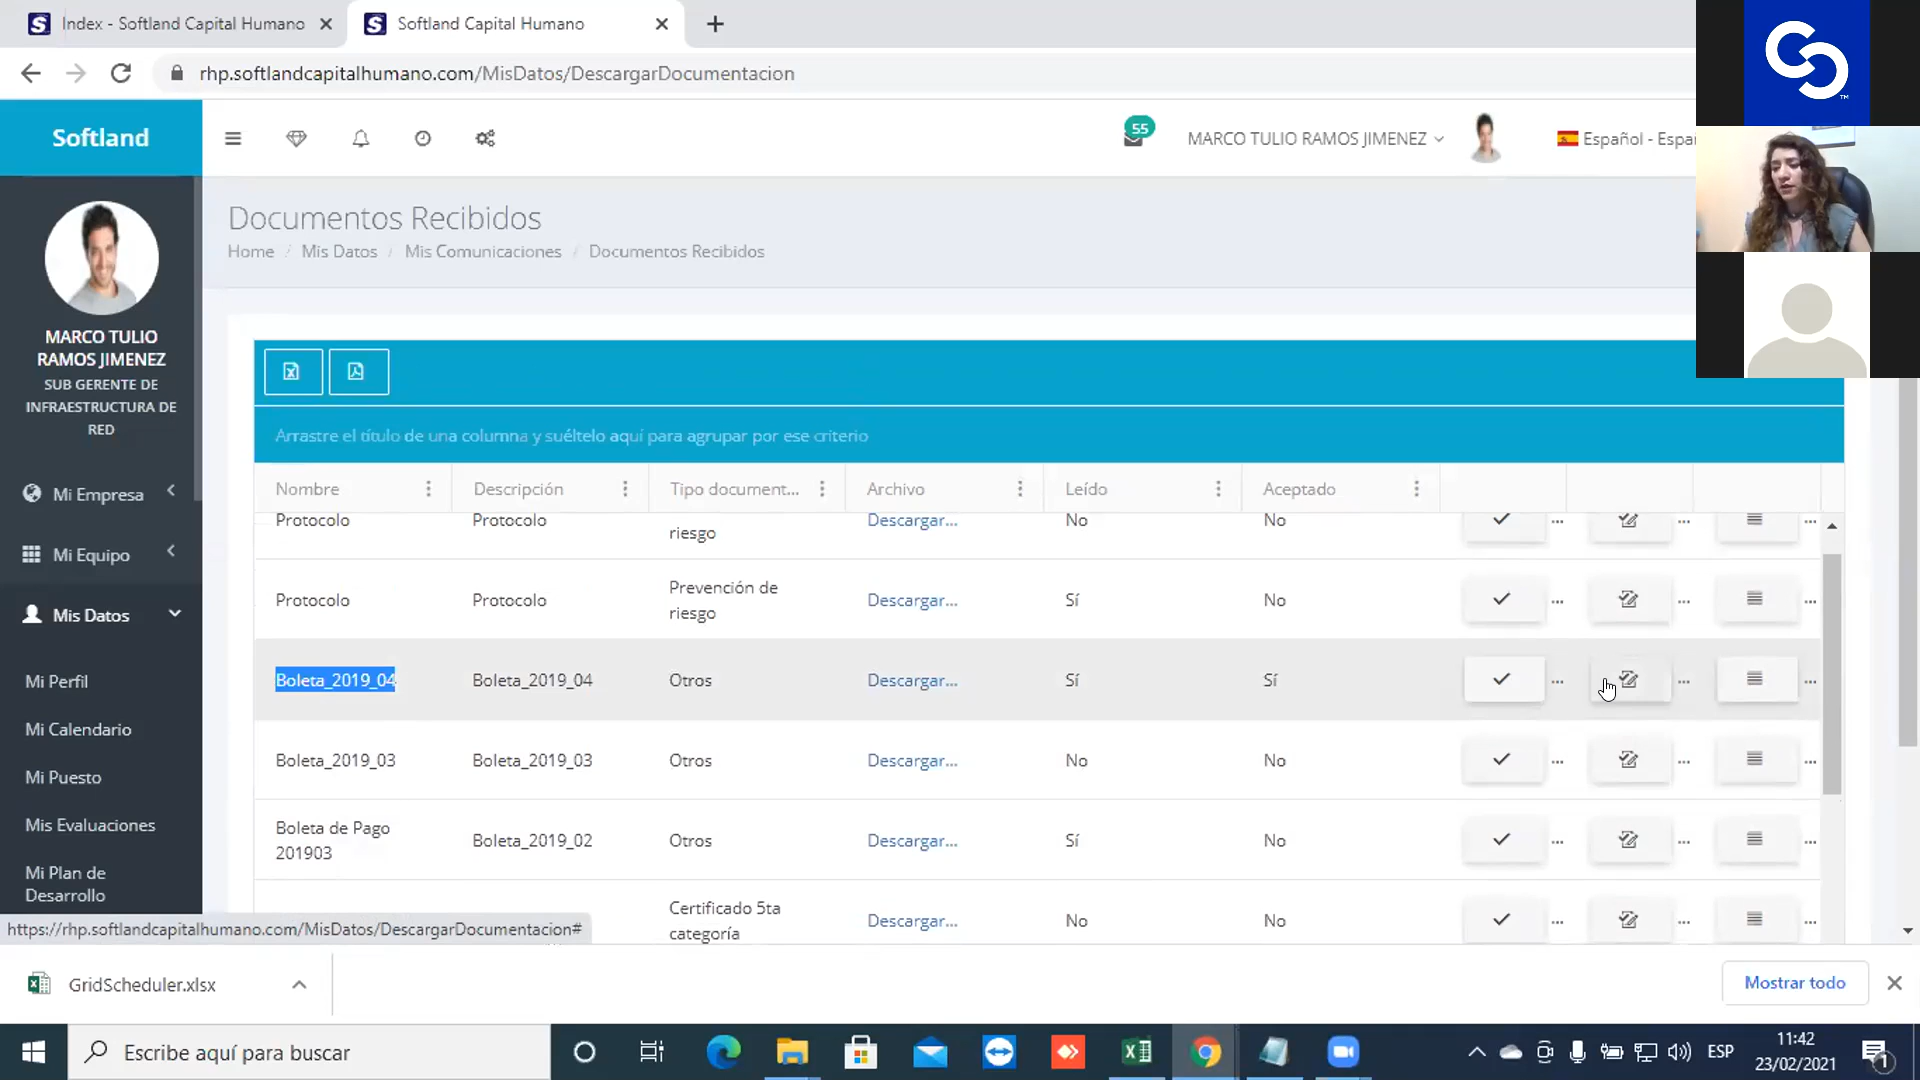 Index - Softland Capital Humano
Softland Capital Humano
rhp.softlandcapitalhumano.com/MisDatos/DescargarDocumentacion
Softland
55
MARCO TULIO RAMOS JIMENEZ
Español - Espa
MARCO TULIO
RAMOS JIMENEZ
SUB GERENTE DE
INFRAESTRUCTURA DE
RED
Mi Empresa
Mi Equipo
Mis Datos
Mi Perfil
Mi Calendario
Mi Puesto
Mis Evaluaciones
Mi Plan de
Desarrollo
Documentos Recibidos
Home / Mis Datos / Mis Comunicaciones / Documentos Recibidos
Arrastre el título de una columna y suéltelo aquí para agrupar por ese criterio
Nombre Descripción Tipo document... Archivo Leído Aceptado
Protocolo Protocolo riesgo Descargar... No No
Protocolo Protocolo Prevención de riesgo Descargar... Sí No
Boleta_2019_04 Boleta_2019_04 Otros Descargar... Sí Sí
Boleta_2019_03 Boleta_2019_03 Otros Descargar... No No
Boleta de Pago 201903 Boleta_2019_02 Otros Descargar... Sí No
Certificado 5ta categoría Descargar... No No
https://rhp.softlandcapitalhumano.com/MisDatos/DescargarDocumentacion#
GridScheduler.xlsx
Mostrar todo
Escribe aquí para buscar
ESP
11:42
23/02/2021
1